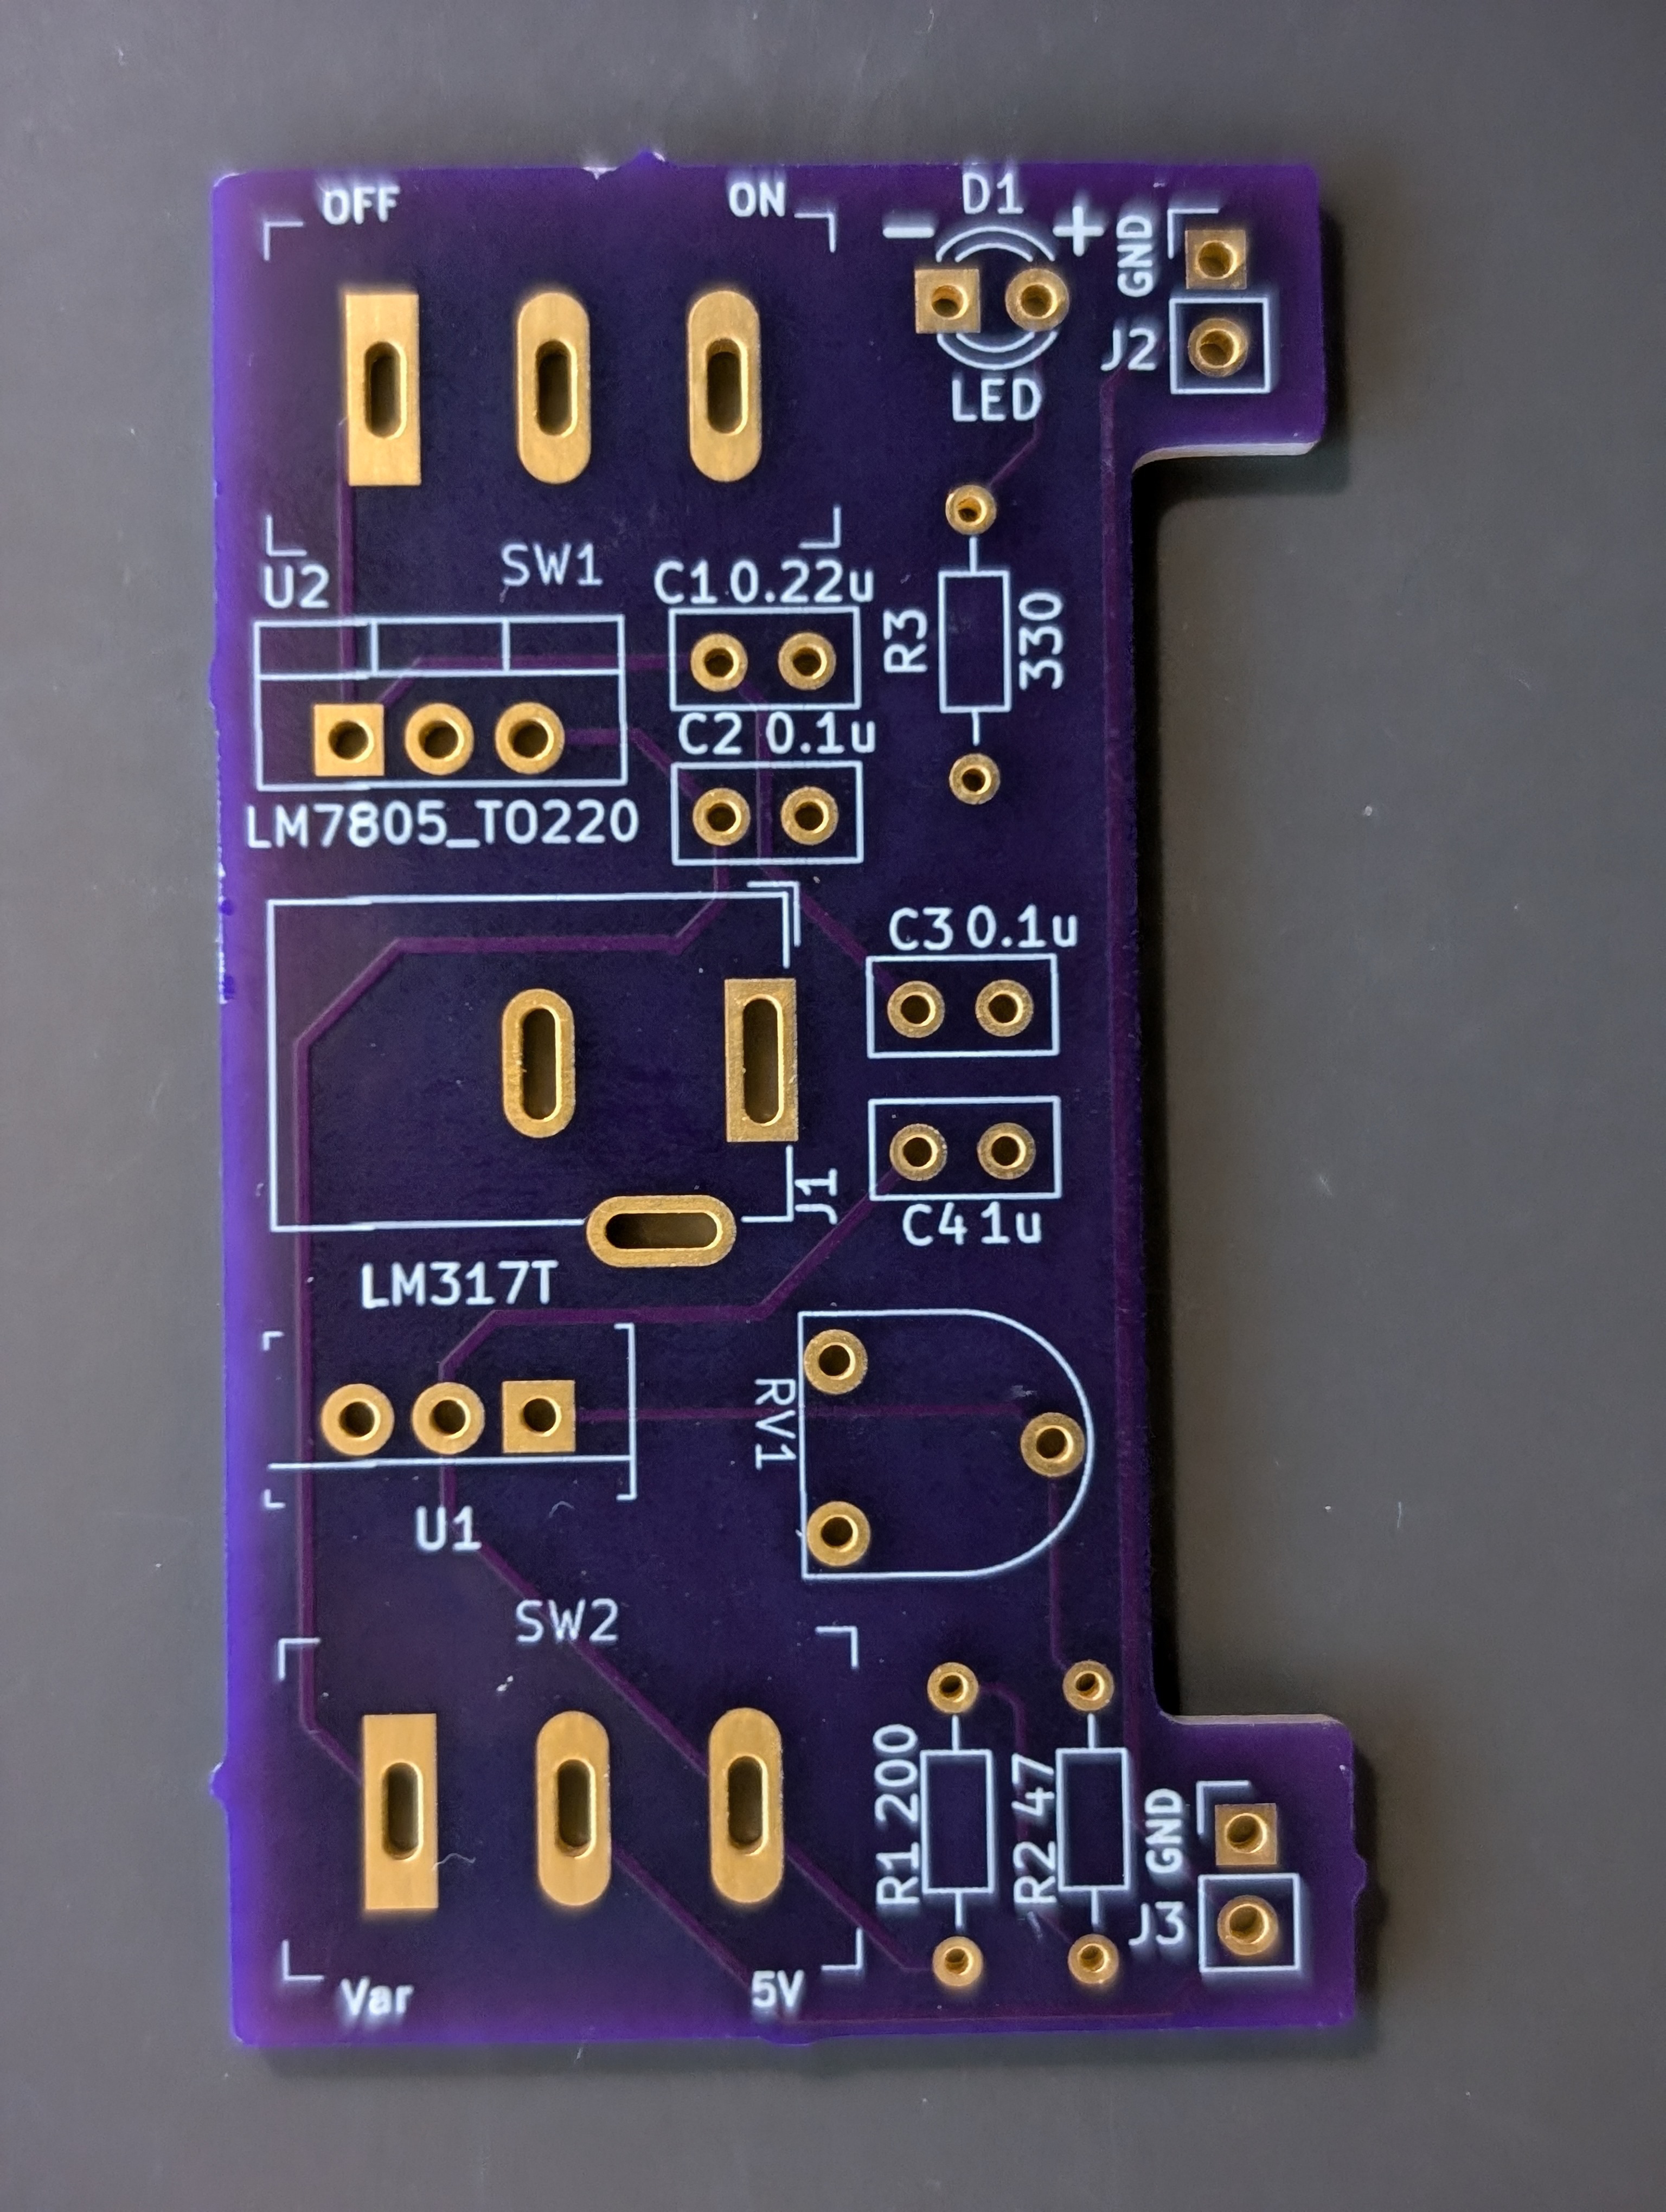 Var
5V
SW2
U1
LM317T
RV1
J1
LM7805_TO220
U2
SW1
OFF
ON
C2 0.1u
C1 0.22u
R1 200
R2 47
C4 1u
C3 0.1u
R3
330
LED
D1
-
+
J3
GND
J2
GND